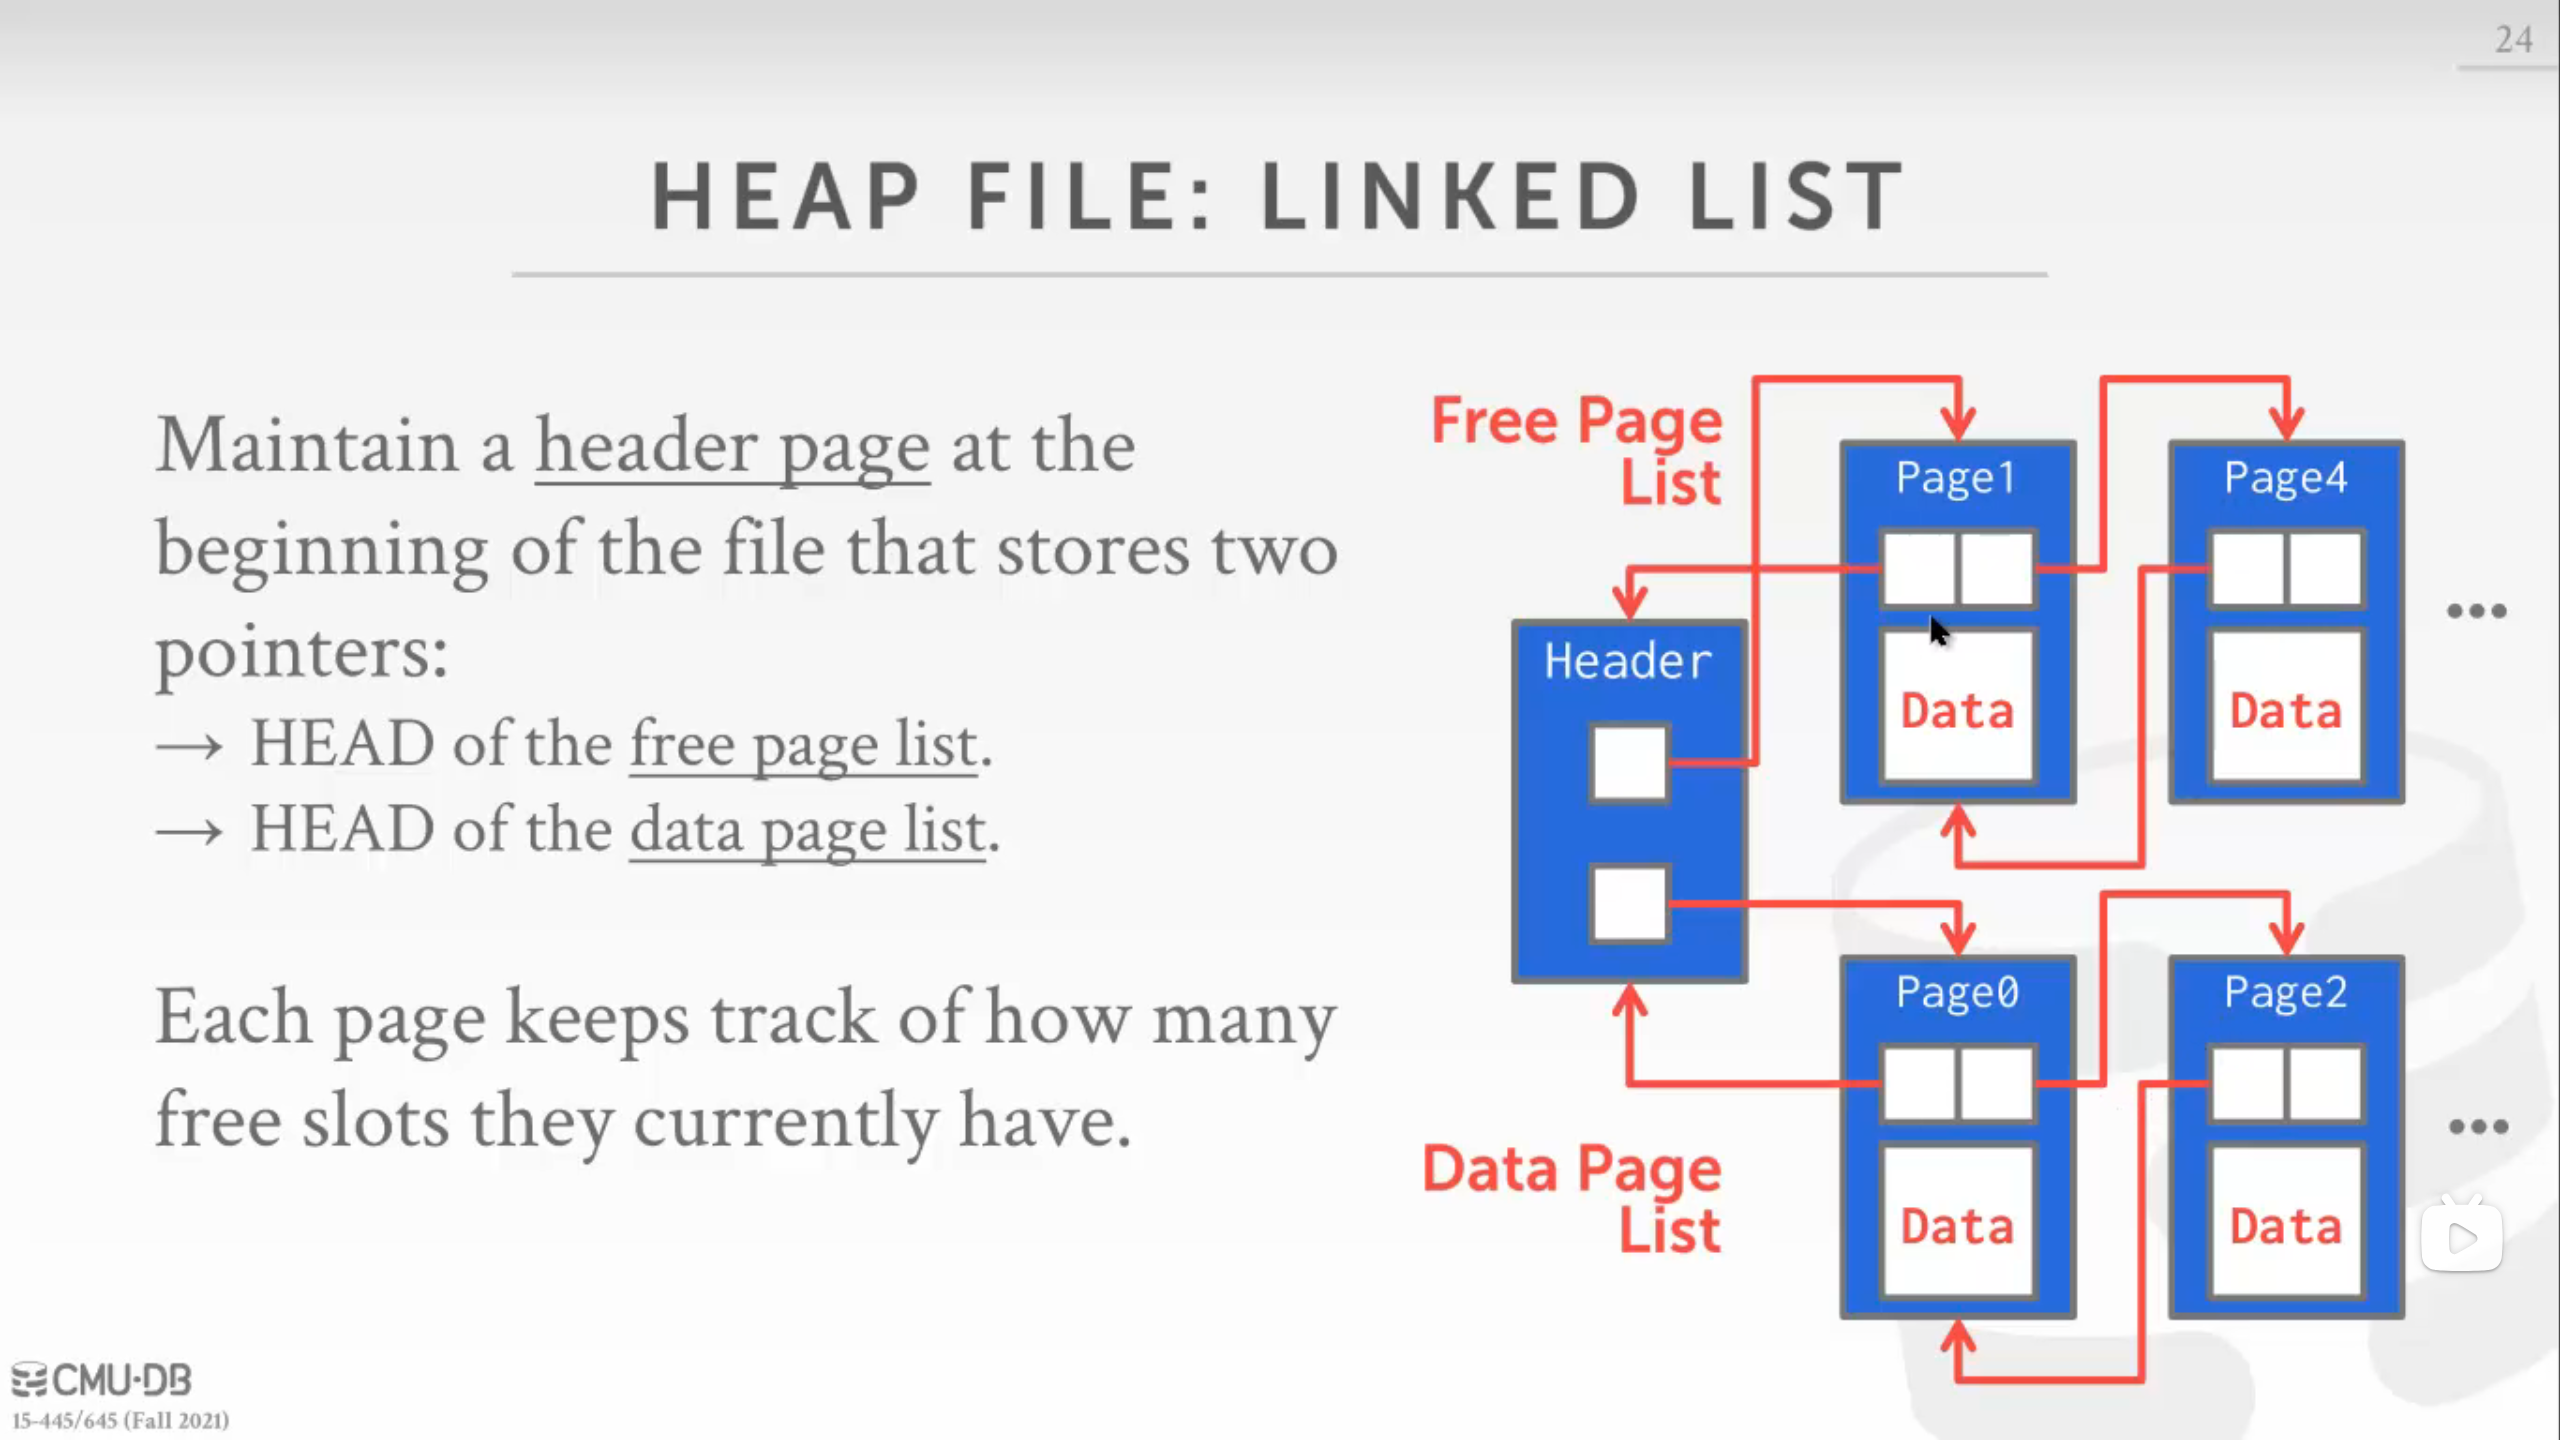 24
HEAP FILE: LINKED LIST
Maintain a header page at the
beginning of the file that stores two
pointers:
→ HEAD of the free page list.
→ HEAD of the data page list.
Each page keeps track of how many
free slots they currently have.
Free Page
List
Header
Page1
Data
Page4
Data
•••
Data Page
List
Page0
Data
Page2
Data
•••
CMU·DB
15-445/645 (Fall 2021)